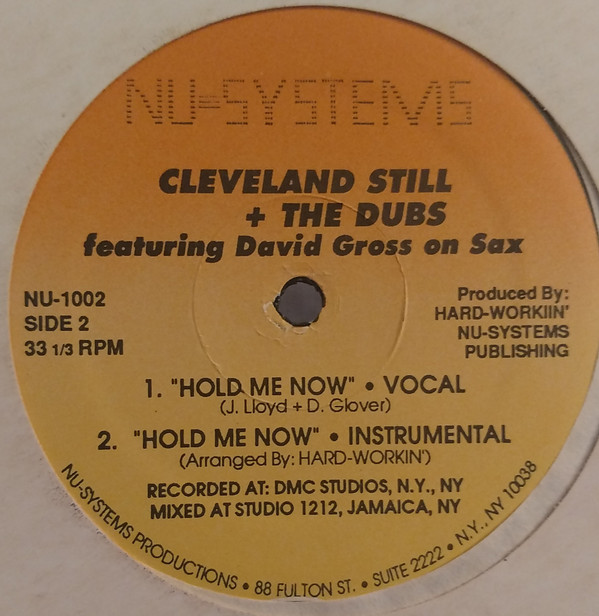 NU-SYSTEMS
CLEVELAND STILL
+ THE DUBS
featuring David Gross on Sax
NU-1002
SIDE 2
33 1/3 RPM
Produced By:
HARD-WORKIIN'
NU-SYSTEMS
PUBLISHING
1. "HOLD ME NOW" • VOCAL
(J. Lloyd + D. Glover)
2. "HOLD ME NOW" • INSTRUMENTAL
(Arranged By: HARD-WORKIN')
RECORDED AT: DMC STUDIOS, N.Y., NY
MIXED AT STUDIO 1212, JAMAICA, NY
NU-SYSTEMS PRODUCTIONS • 88 FULTON ST. • SUITE 2222 • N.Y., NY 10038